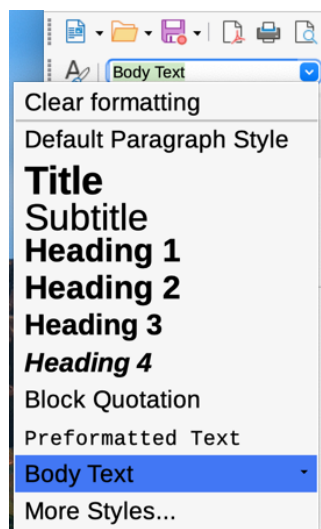 Body Text
Clear formatting
Default Paragraph Style
Title
Subtitle
Heading 1
Heading 2
Heading 3
Heading 4
Block Quotation
Preformatted Text
Body Text
More Styles...